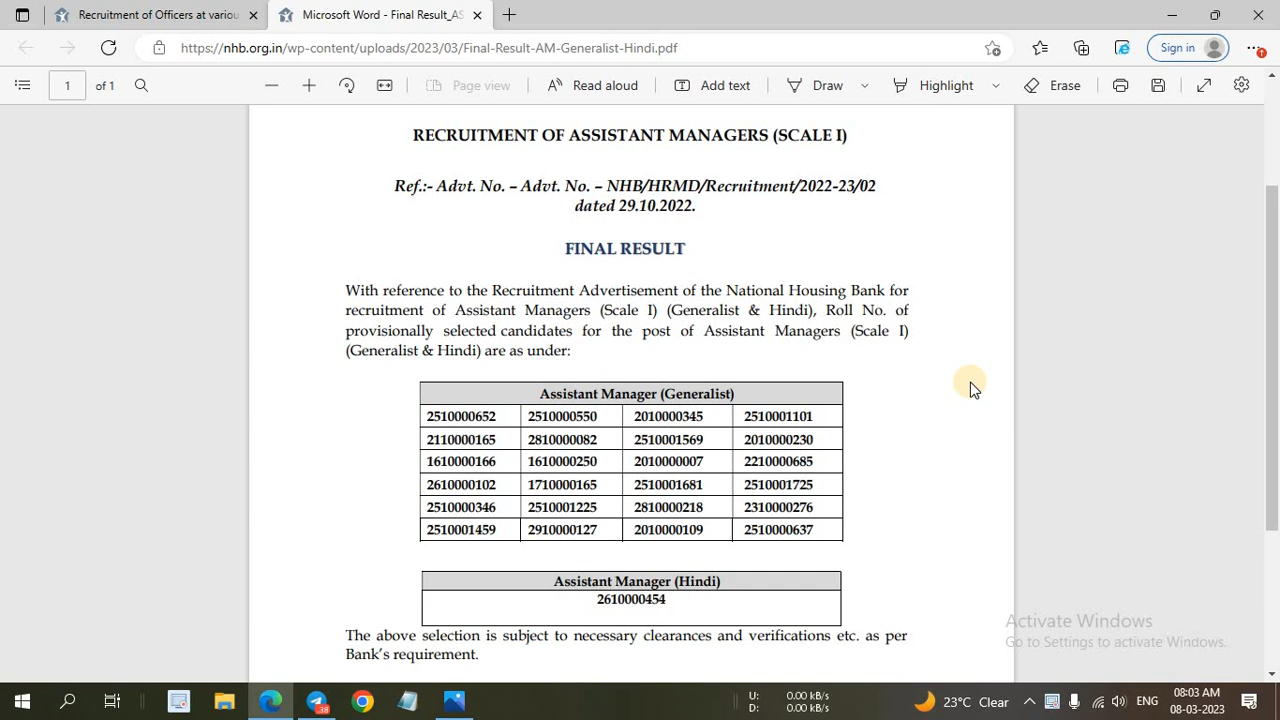 Recruitment of Officers at variou
Microsoft Word - Final Result_AS
https://nhb.org.in/wp-content/uploads/2023/03/Final-Result-AM-Generalist-Hindi.pdf
Sign in
1 of 1
Page view
Read aloud
Add text
Draw
Highlight
Erase
RECRUITMENT OF ASSISTANT MANAGERS (SCALE I)
Ref.:- Advt. No. – Advt. No. – NHB/HRMD/Recruitment/2022-23/02
dated 29.10.2022.
FINAL RESULT
With reference to the Recruitment Advertisement of the National Housing Bank for
recruitment of Assistant Managers (Scale I) (Generalist & Hindi), Roll No. of
provisionally selected candidates for the post of Assistant Managers (Scale I)
(Generalist & Hindi) are as under:
Assistant Manager (Generalist)
2510000652 2510000550 2010000345 2510001101
2110000165 2810000082 2510001569 2010000230
1610000166 1610000250 2010000007 2210000685
2610000102 1710000165 2510001681 2510001725
2510000346 2510001225 2810000218 2310000276
2510001459 2910000127 2010000109 2510000637
Assistant Manager (Hindi)
2610000454
The above selection is subject to necessary clearances and verifications etc. as per
Bank's requirement.
Activate Windows
Go to Settings to activate Windows.
38
U: 0.00 kB/s
D: 0.00 kB/s
23°C Clear
ENG
08:03 AM
08-03-2023